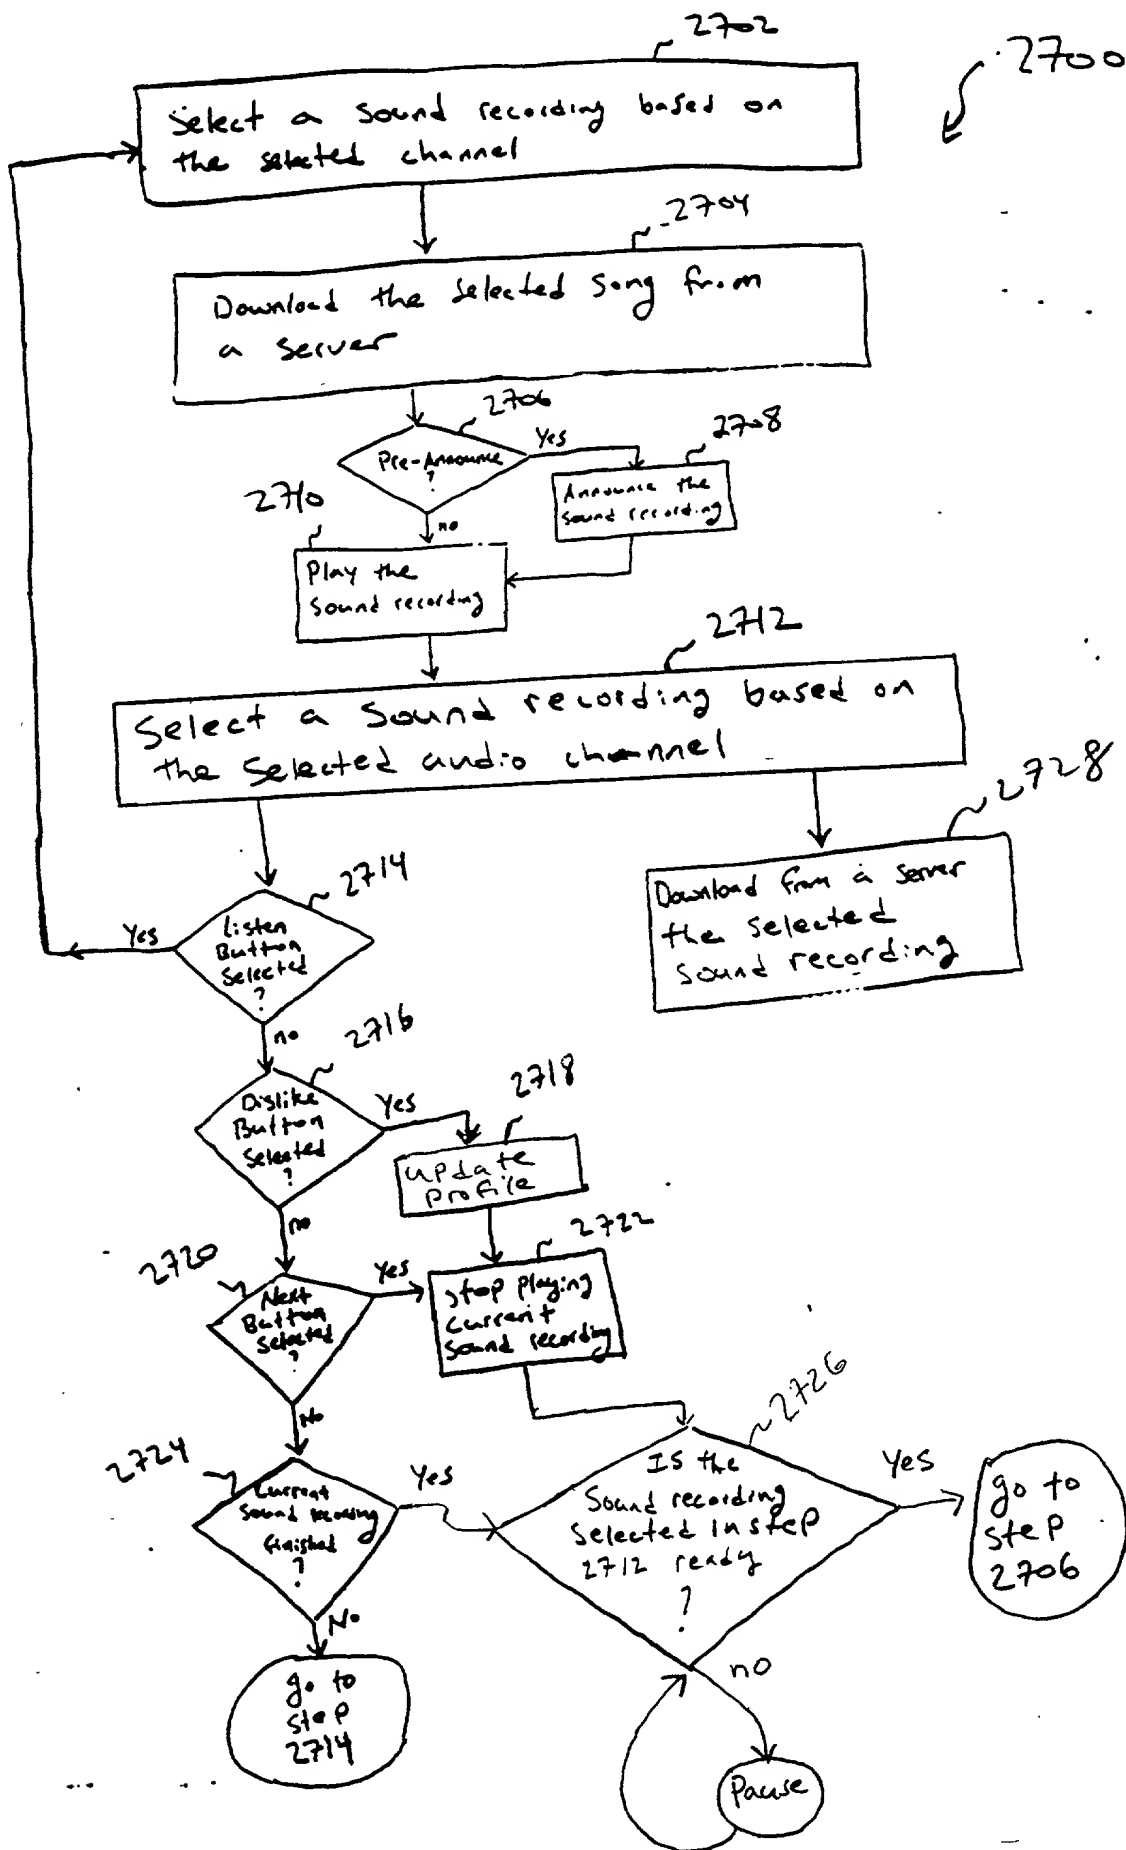 2702
2700
Select a sound recording based on
the selected channel
2704
Download the selected song from
a server
2706
Yes
2708
Pre-Announce
?
Announce the
sound recording
2710
no
Play the
sound recording
2712
Select a sound recording based on
the selected audio channel
2728
Download from a server
the selected
sound recording
2714
Yes
Listen
Button
Selected
?
no
2716
Dislike
Button
Selected
?
Yes
2718
update
profile
no
2720
2722
Next
Button
Selected
?
Yes
stop playing
current
sound recording
No
2724
2726
Current
Sound recording
finished
?
Yes
Is the
Sound recording
selected in step
2712 ready
?
Yes
go to
step
2706
No
no
go to
step
2714
Pause